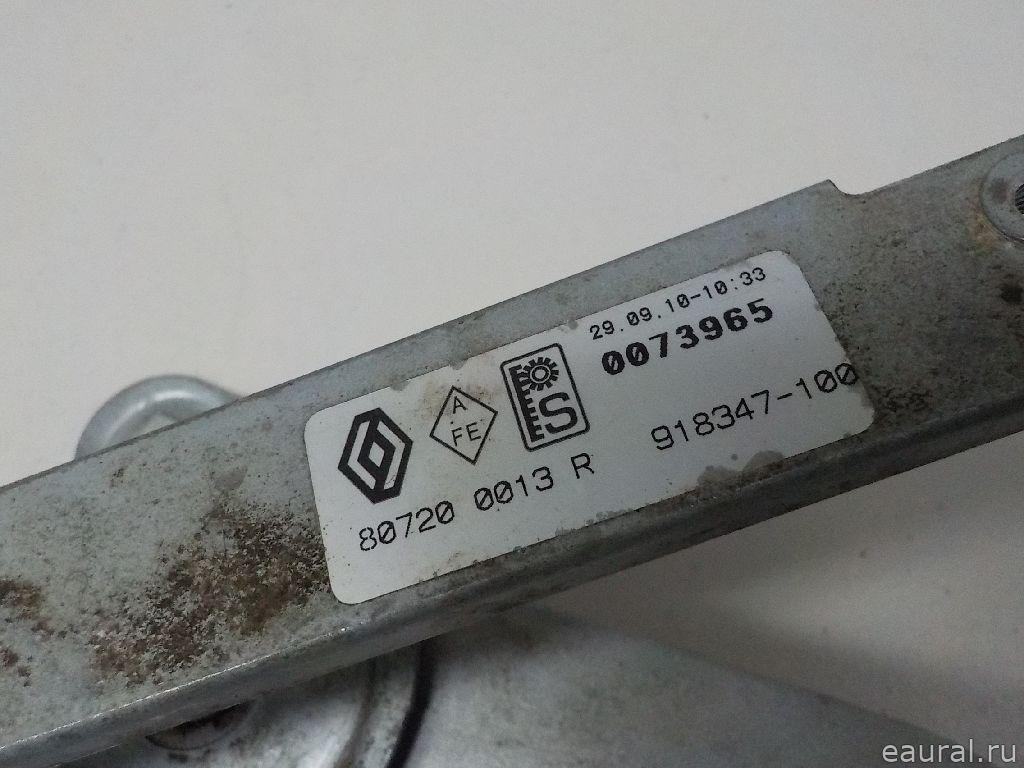 29.09.10-10:33
0073965
A
FE
S
918347-100
80720 0013 R
eaural.ru